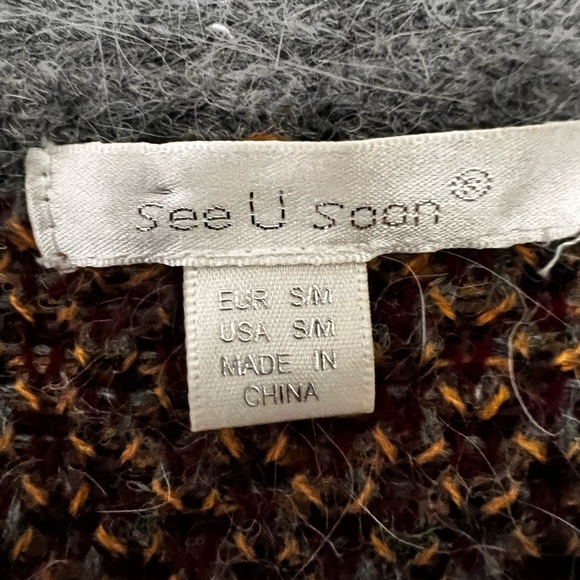 see U soon®
EUR S/M
USA S/M
MADE IN
CHINA